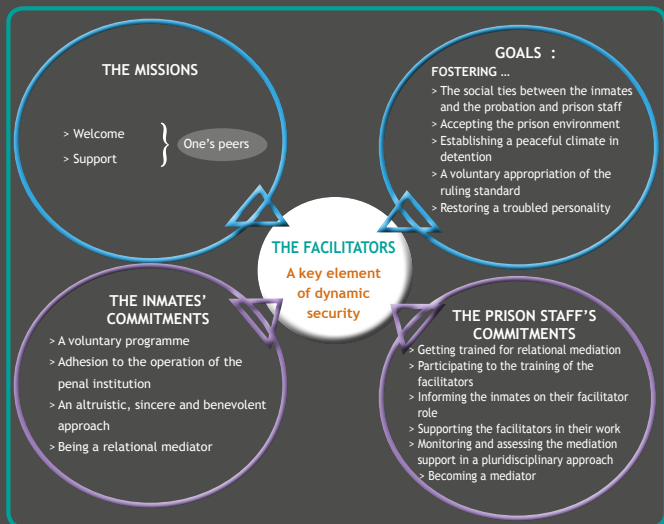 THE MISSIONS
> Welcome
> Support
}
One's peers
GOALS :
FOSTERING …
> The social ties between the inmates
and the probation and prison staff
> Accepting the prison environment
> Establishing a peaceful climate in
detention
> A voluntary appropriation of the
ruling standard
> Restoring a troubled personality
THE FACILITATORS
A key element
of dynamic
security
THE INMATES'
COMMITMENTS
> A voluntary programme
> Adhesion to the operation of the
penal institution
> An altruistic, sincere and benevolent
approach
> Being a relational mediator
THE PRISON STAFF'S
COMMITMENTS
> Getting trained for relational mediation
> Participating to the training of the
facilitators
> Informing the inmates on their facilitator
role
> Supporting the facilitators in their work
> Monitoring and assessing the mediation
support in a pluridisciplinary approach
> Becoming a mediator